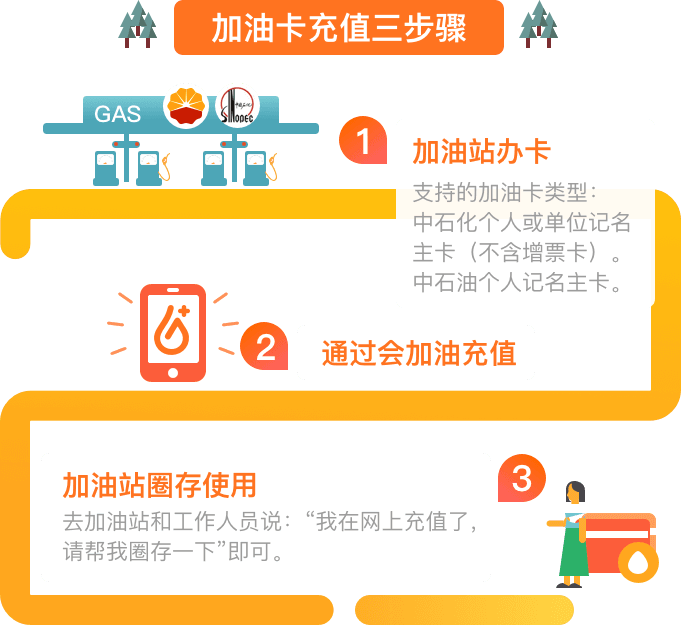 加油卡充值三步骤
GAS
SINOPEC
1
加油站办卡
支持的加油卡类型：
中石化个人或单位记名
主卡（不含增票卡）。
中石油个人记名主卡。
2
通过会加油充值
3
加油站圈存使用
去加油站和工作人员说：“我在网上充值了，
请帮我圈存一下”即可。